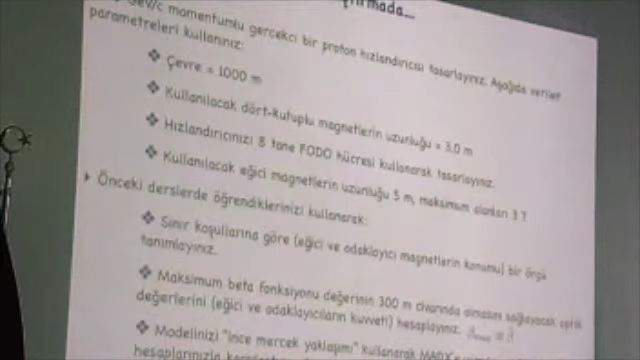 GeV/c momentumlu gerçekçi bir proton hızlandırıcısı tasarlayınız. Aşağıda verilen
parametreleri kullanınız:
❖ Çevre = 1000 m
❖ Kullanılacak dört-kutuplu magnetlerin uzunluğu = 3.0 m
❖ Hızlandırıcınızı 8 tane FODO hücresi kullanarak tasarlayınız.
❖ Kullanılacak eğici magnetlerin uzunluğu 5 m, maksimum alanları 3 T
Önceki derslerde öğrendiklerinizi kullanarak:
❖ Sınır koşullarına göre (eğici ve odaklayıcı magnetlerin konumu) bir örgü
tanımlayınız.
❖ Maksimum beta fonksiyonu değerinin 300 m civarında olmasını sağlayacak optik
değerlerini (eğici ve odaklayıcıların kuvveti) hesaplayınız.
❖ Modelinizi "ince mercek yaklaşımı" kullanarak MADX
hesaplarınızla